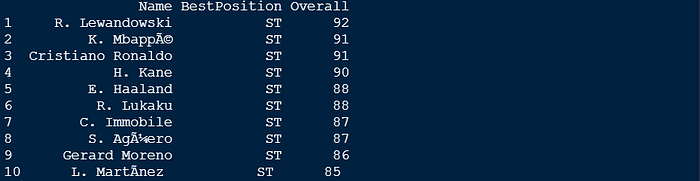 Name BestPosition Overall
1 R. Lewandowski ST 92
2 K. MbappÃ© ST 91
3 Cristiano Ronaldo ST 91
4 H. Kane ST 90
5 E. Haaland ST 88
6 R. Lukaku ST 88
7 C. Immobile ST 87
8 S. AgÃ¼ero ST 87
9 Gerard Moreno ST 86
10 L. MartÃnez ST 85